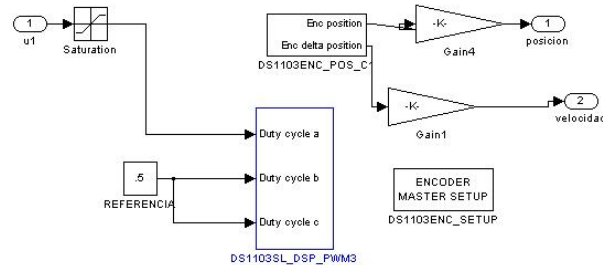 1
u1
Saturation
Enc position
Enc delta position
DS1103ENC_POS_C1
-K-
Gain4
1
posicion
-K-
Gain1
2
velocidad
Duty cycle a
Duty cycle b
Duty cycle c
.5
REFERENCIA
DS1103SL_DSP_PWM3
ENCODER
MASTER SETUP
DS1103ENC_SETUP